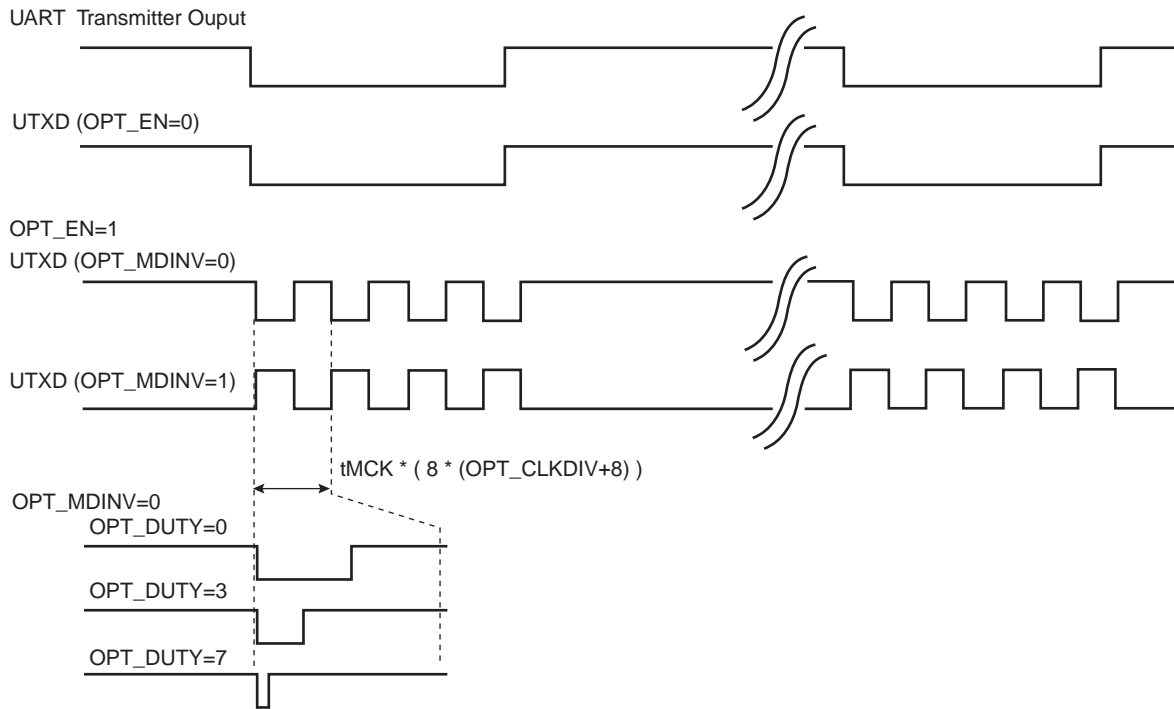 UART Transmitter Ouput
UTXD (OPT_EN=0)
OPT_EN=1
UTXD (OPT_MDINV=0)
UTXD (OPT_MDINV=1)
tMCK * ( 8 * (OPT_CLKDIV+8) )
OPT_MDINV=0
OPT_DUTY=0
OPT_DUTY=3
OPT_DUTY=7